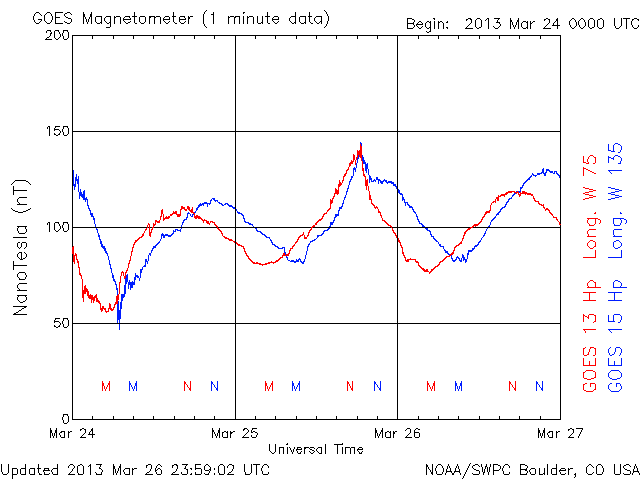 GOES Magnetometer (1 minute data)
Begin: 2013 Mar 24 0000 UTC
200
150
100
50
0
NanoTesla (nT)
M M N N M M N N M M N N
Mar 24 Mar 25 Mar 26 Mar 27
Universal Time
GOES 13 Hp Long. W 75
GOES 15 Hp Long. W 135
Updated 2013 Mar 26 23:59:02 UTC
NOAA/SWPC Boulder, CO USA